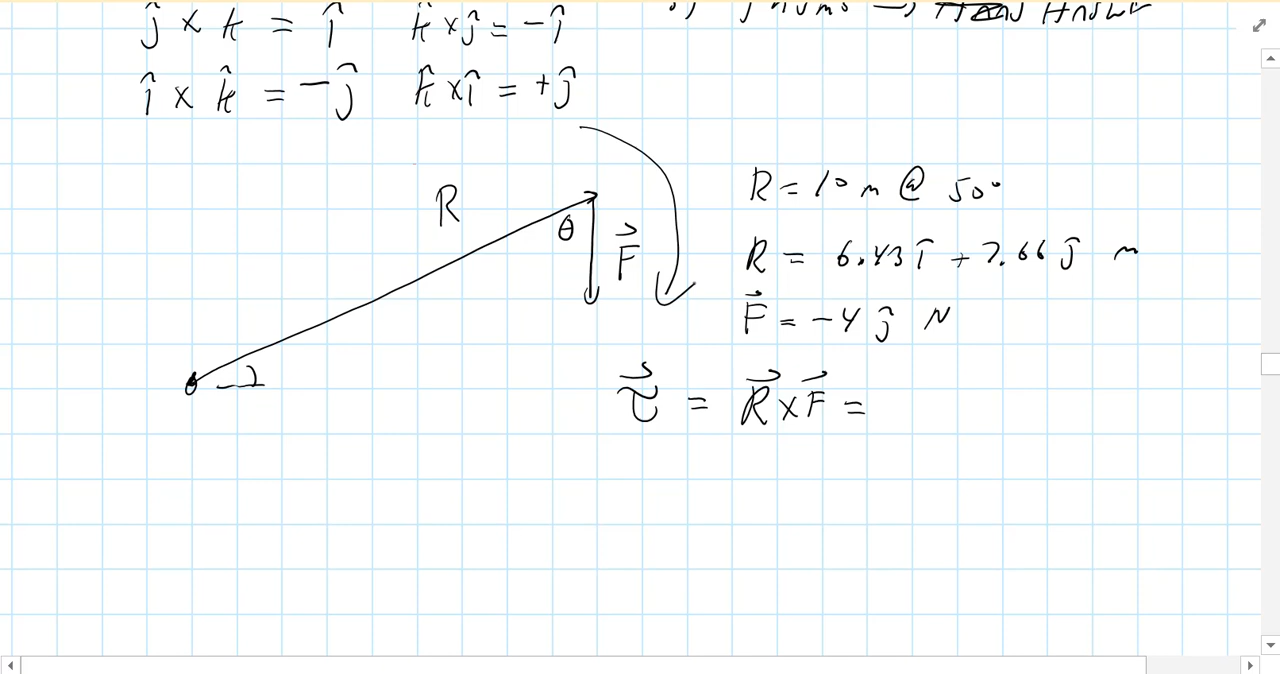 ĵ × k = î k̂ × ĵ = -î
î × k̂ = -ĵ k̂ × î = +ĵ
R
θ
F⃗
R = 10 m @ 50°
R = 6.43 î + 7.66 ĵ m
F⃗ = -4 ĵ N
τ⃗ = R⃗ × F⃗ =